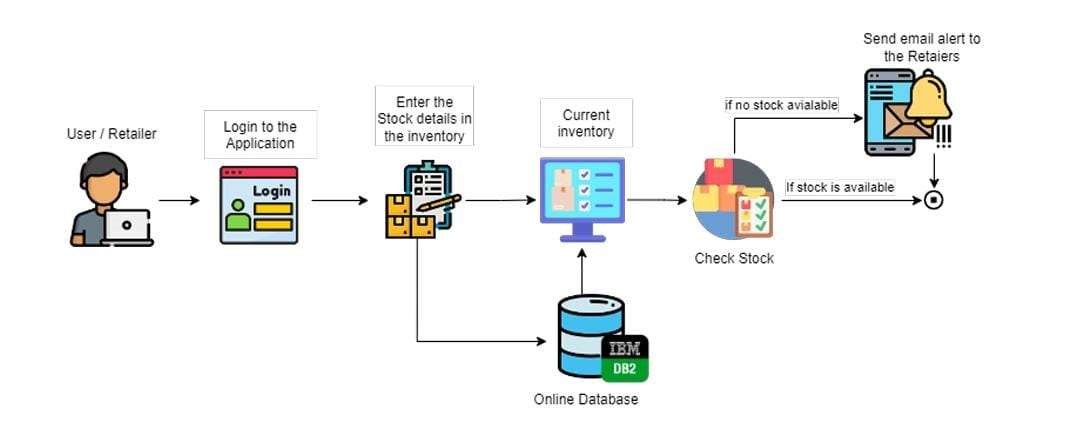 Send email alert to
the Retaiers
if no stock avialable
User / Retailer
Login to the
Application
Login
Enter the
Stock details in
the inventory
Current
inventory
If stock is available
Check Stock
IBM
DB2
Online Database